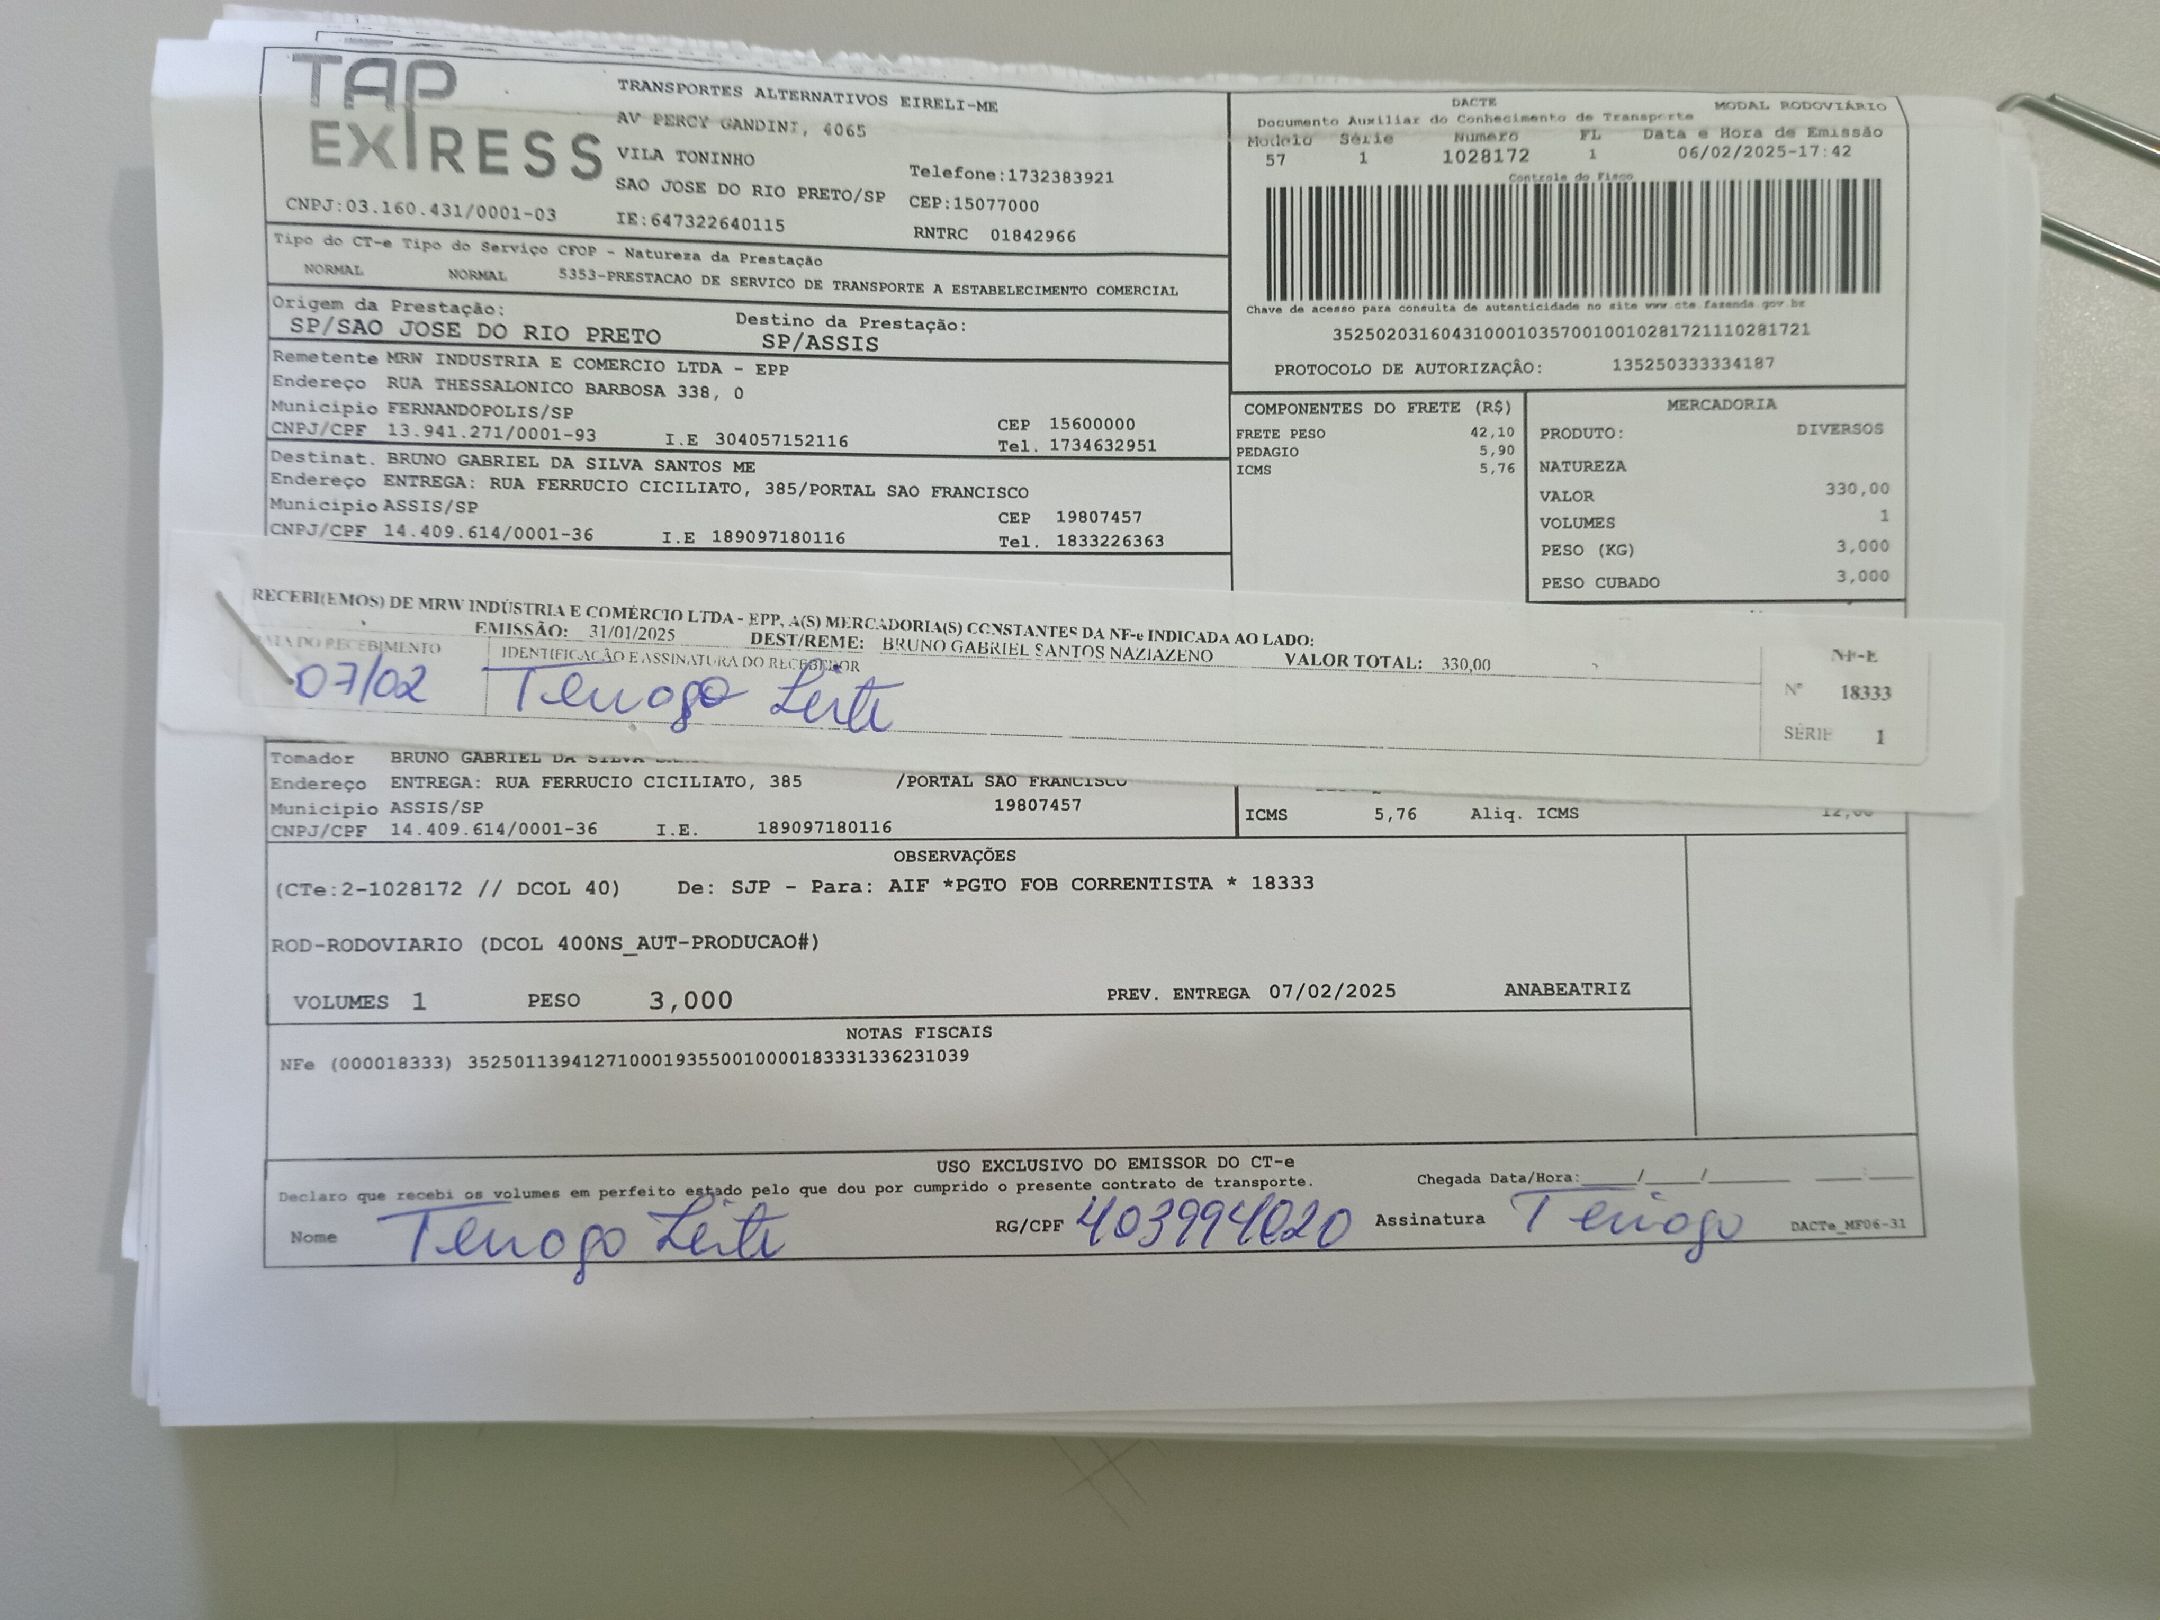 TAP EXPRESS
TRANSPORTES ALTERNATIVOS EIRELI-ME
AV PERCY GANDINI, 4065
VILA TONINHO
SAO JOSE DO RIO PRETO/SP
Telefone:1732383921
CEP:15077000
CNPJ:03.160.431/0001-03
IE:647322640115
RNTRC 01842966
DACTE
MODAL RODOVIÁRIO
Documento Auxiliar do Conhecimento de Transporte
Modelo Série Numero FL Data e Hora de Emissão
57 1 1028172 1 06/02/2025-17:42
Controle do Fisco
Chave de acesso para consulta de autenticidade no site www.cte.fazenda.gov.br
35250203160431000103570010010281721110281721
PROTOCOLO DE AUTORIZAÇÂO: 135250333334187
Tipo do CT-e Tipo do Serviço CFOP - Natureza da Prestação
NORMAL NORMAL 5353-PRESTACAO DE SERVICO DE TRANSPORTE A ESTABELECIMENTO COMERCIAL
Origem da Prestação: Destino da Prestação:
SP/SAO JOSE DO RIO PRETO SP/ASSIS
Remetente MRW INDUSTRIA E COMERCIO LTDA - EPP
Endereço RUA THESSALONICO BARBOSA 338, 0
Municipio FERNANDOPOLIS/SP CEP 15600000
CNPJ/CPF 13.941.271/0001-93 I.E 304057152116 Tel. 1734632951
Destinat. BRUNO GABRIEL DA SILVA SANTOS ME
Endereço ENTREGA: RUA FERRUCIO CICILIATO, 385/PORTAL SAO FRANCISCO
Municipio ASSIS/SP CEP 19807457
CNPJ/CPF 14.409.614/0001-36 I.E 189097180116 Tel. 1833226363
COMPONENTES DO FRETE (R$)
FRETE PESO 42,10
PEDAGIO 5,90
ICMS 5,76
MERCADORIA
PRODUTO: DIVERSOS
NATUREZA
VALOR 330,00
VOLUMES 1
PESO (KG) 3,000
PESO CUBADO 3,000
RECEBI(EMOS) DE MRW INDÚSTRIA E COMÉRCIO LTDA - EPP, A(S) MERCADORIA(S) CONSTANTES DA NF-e INDICADA AO LADO:
EMISSÃO: 31/01/2025 DEST/REME: BRUNO GABRIEL SANTOS NAZIAZENO VALOR TOTAL: 330,00
DO RECEBIMENTO IDENTIFICAÇÃO E ASSINATURA DO RECEBEDOR
07/02 Leite
NF-E
Nº 18333
SÉRIE 1
Tomador BRUNO GABRIEL DA SILVA
Endereço ENTREGA: RUA FERRUCIO CICILIATO, 385 /PORTAL SAO FRANCISCO
Municipio ASSIS/SP 19807457
CNPJ/CPF 14.409.614/0001-36 I.E. 189097180116
ICMS 5,76 Aliq. ICMS 12,00
OBSERVAÇÕES
(CTe:2-1028172 // DCOL 40) De: SJP - Para: AIF *PGTO FOB CORRENTISTA * 18333
ROD-RODOVIARIO (DCOL 400NS_AUT-PRODUCAO#)
VOLUMES 1 PESO 3,000 PREV. ENTREGA 07/02/2025 ANABEATRIZ
NOTAS FISCAIS
NFe (000018333) 35250113941271000193550010000183331336231039
USO EXCLUSIVO DO EMISSOR DO CT-e
Declaro que recebi os volumes em perfeito estado pelo que dou por cumprido o presente contrato de transporte.
Chegada Data/Hora:____/____/________ ____:____
Nome Leite RG/CPF Assinatura DACTe_MF06-31